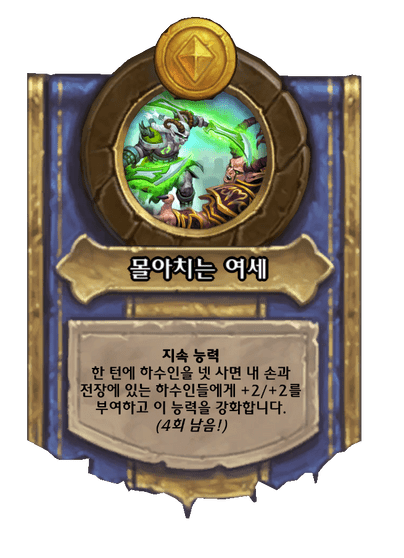 몰아치는 여세
지속 능력
한 턴에 하수인을 넷 사면 내 손과
전장에 있는 하수인들에게 +2/+2를
부여하고 이 능력을 강화합니다.
(4회 남음!)